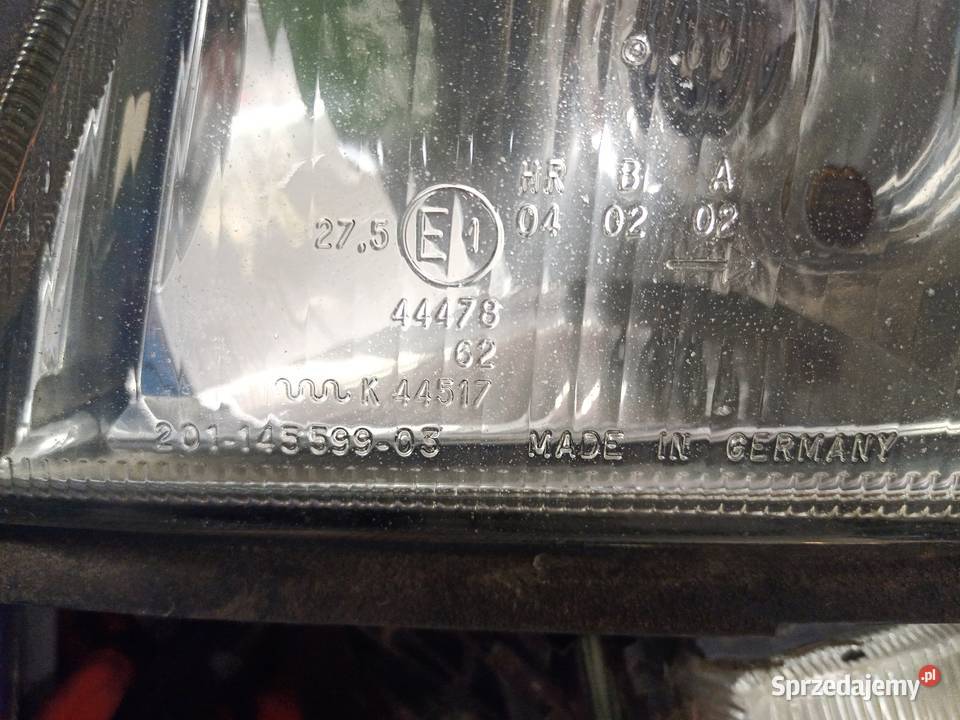 HR B A
27.5 E1 04 02 02
44478
62
K 44517
201-145599-03 MADE IN GERMANY
Sprzedajemy.pl